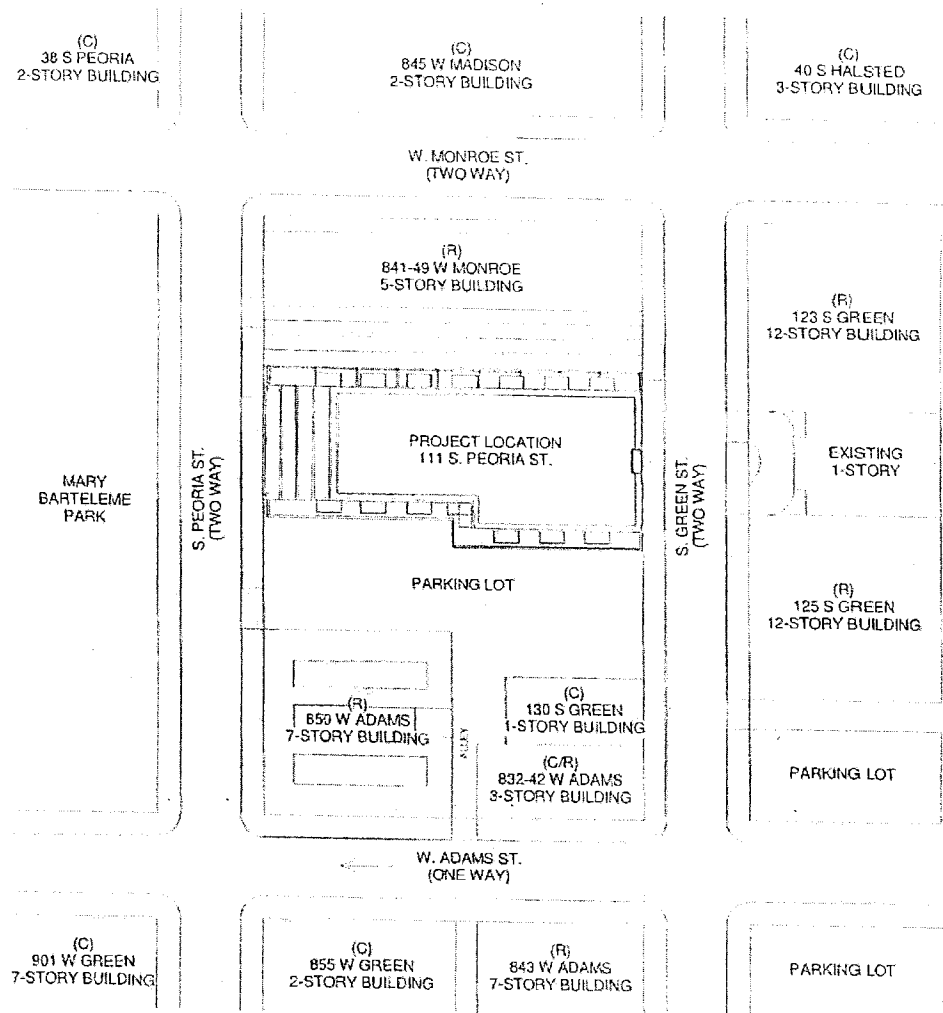 (C)
38 S PEORIA
2-STORY BUILDING
(C)
845 W MADISON
2-STORY BUILDING
(C)
40 S HALSTED
3-STORY BUILDING
W. MONROE ST.
(TWO WAY)
(R)
841-49 W MONROE
5-STORY BUILDING
(R)
123 S GREEN
12-STORY BUILDING
MARY
BARTELEME
PARK
S. PEORIA ST.
(TWO WAY)
PROJECT LOCATION
111 S. PEORIA ST.
S. GREEN ST.
(TWO WAY)
EXISTING
1-STORY
PARKING LOT
(R)
125 S GREEN
12-STORY BUILDING
(R)
850 W ADAMS
7-STORY BUILDING
ALLEY
(C)
130 S GREEN
1-STORY BUILDING
(C/R)
832-42 W ADAMS
3-STORY BUILDING
PARKING LOT
W. ADAMS ST.
(ONE WAY)
(C)
901 W GREEN
7-STORY BUILDING
(C)
855 W GREEN
2-STORY BUILDING
(R)
843 W ADAMS
7-STORY BUILDING
PARKING LOT